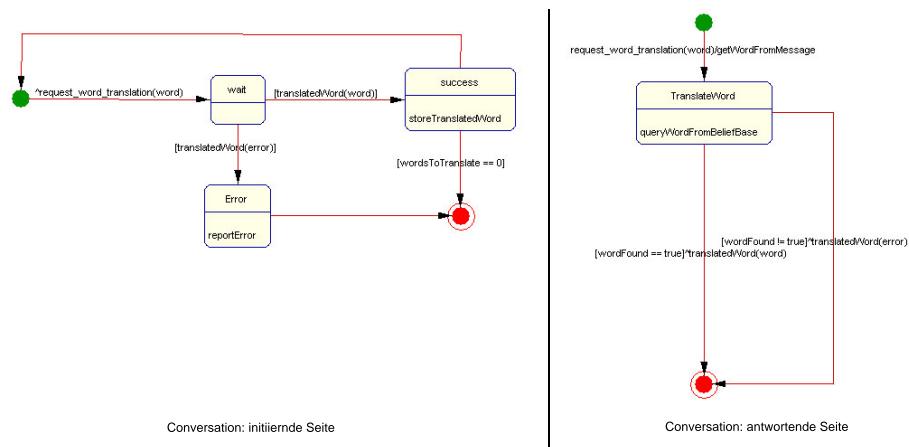 ^request_word_translation(word)
wait
[translatedWord(word)]
success
storeTranslatedWord
[translatedWord(error)]
[wordsToTranslate == 0]
Error
reportError
Conversation: initiiernde Seite
request_word_translation(word)/getWordFromMessage
TranslateWord
queryWordFromBeliefBase
[wordFound != true]^translatedWord(error)
[wordFound == true]^translatedWord(word)
Conversation: antwortende Seite